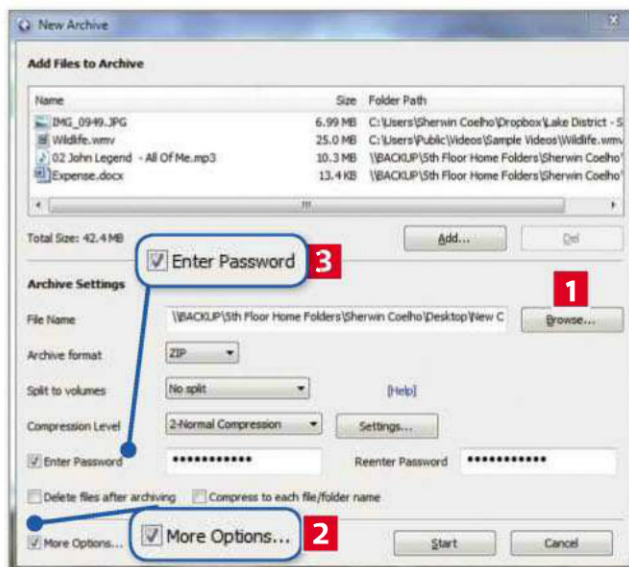 New Archive
Add Files to Archive
Name Size Folder Path
IMG_0949.JPG 6.99 MB C:\Users\Sherwin Coelho\Dropbox\Lake District - S
Wildlife.wmv 25.0 MB C:\Users\Public\Videos\Sample Videos\Wildlife.wmv
02 John Legend - All Of Me.mp3 10.3 MB \\BACKUP\5th Floor Home Folders\Sherwin Coelho\
Expense.docx 13.4 KB \\BACKUP\5th Floor Home Folders\Sherwin Coelho\
Total Size: 42.4 MB Add... Del
Enter Password 3
Archive Settings 1
File Name \\BACKUP\5th Floor Home Folders\Sherwin Coelho\Desktop\New C Browse...
Archive format ZIP
Split to volumes No split [Help]
Compression Level 2-Normal Compression Settings...
Enter Password ••••••••••• Reenter Password •••••••••••
Delete files after archiving Compress to each file/folder name
More Options... 2
More Options... Start Cancel